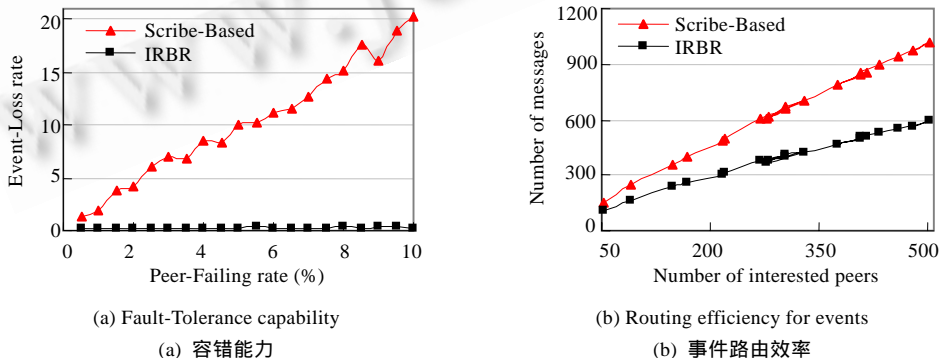 20
15
10
5
0
Event-Loss rate
Scribe-Based
IRBR
0 2 4 6 8 10
Peer-Failing rate (%)
(a) Fault-Tolerance capability
(a) 容错能力
1200
900
600
300
0
Number of messages
Scribe-Based
IRBR
50 200 350 500
Number of interested peers
(b) Routing efficiency for events
(b) 事件路由效率